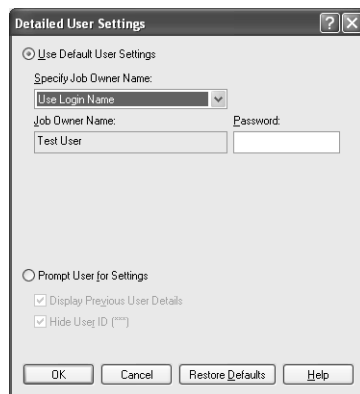 Detailed User Settings
Use Default User Settings
Specify Job Owner Name:
Use Login Name
Job Owner Name: Password:
Test User
Prompt User for Settings
Display Previous User Details
Hide User ID (***)
OK Cancel Restore Defaults Help